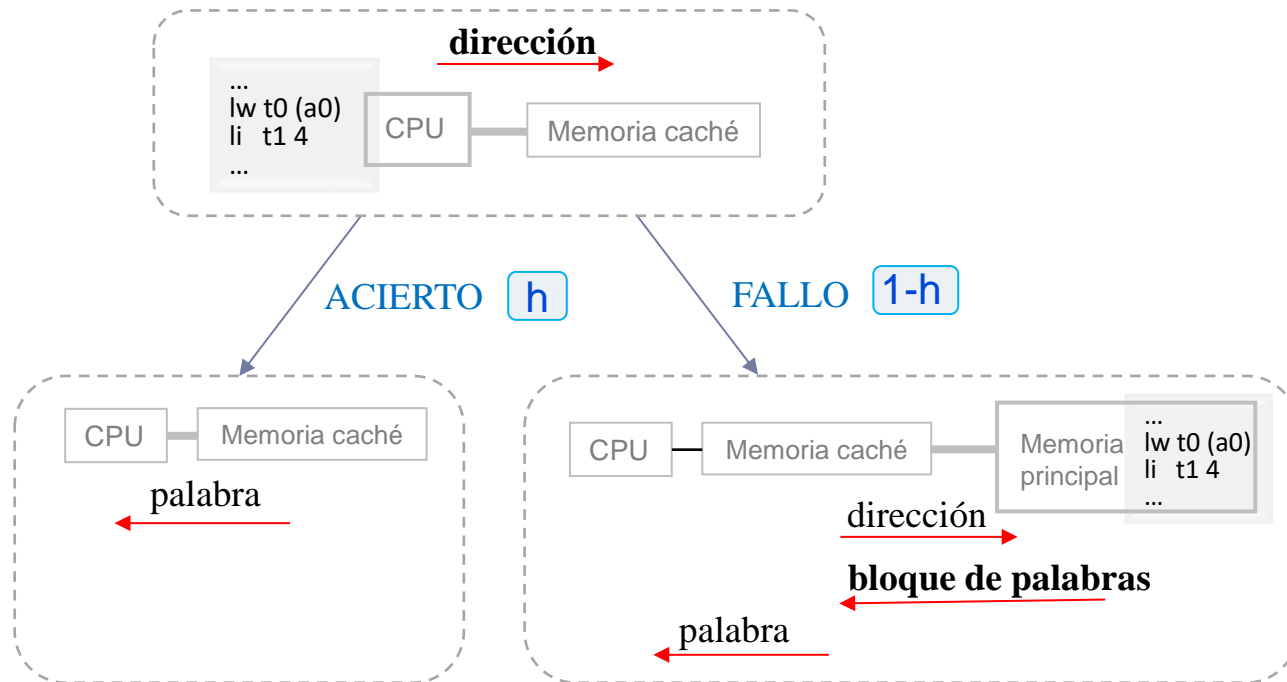 dirección
...
lw t0 (a0)
li t1 4
...
CPU
Memoria caché
ACIERTO h
FALLO 1-h
CPU
Memoria caché
palabra
CPU
Memoria caché
Memoria
principal
...
lw t0 (a0)
li t1 4
...
dirección
bloque de palabras
palabra